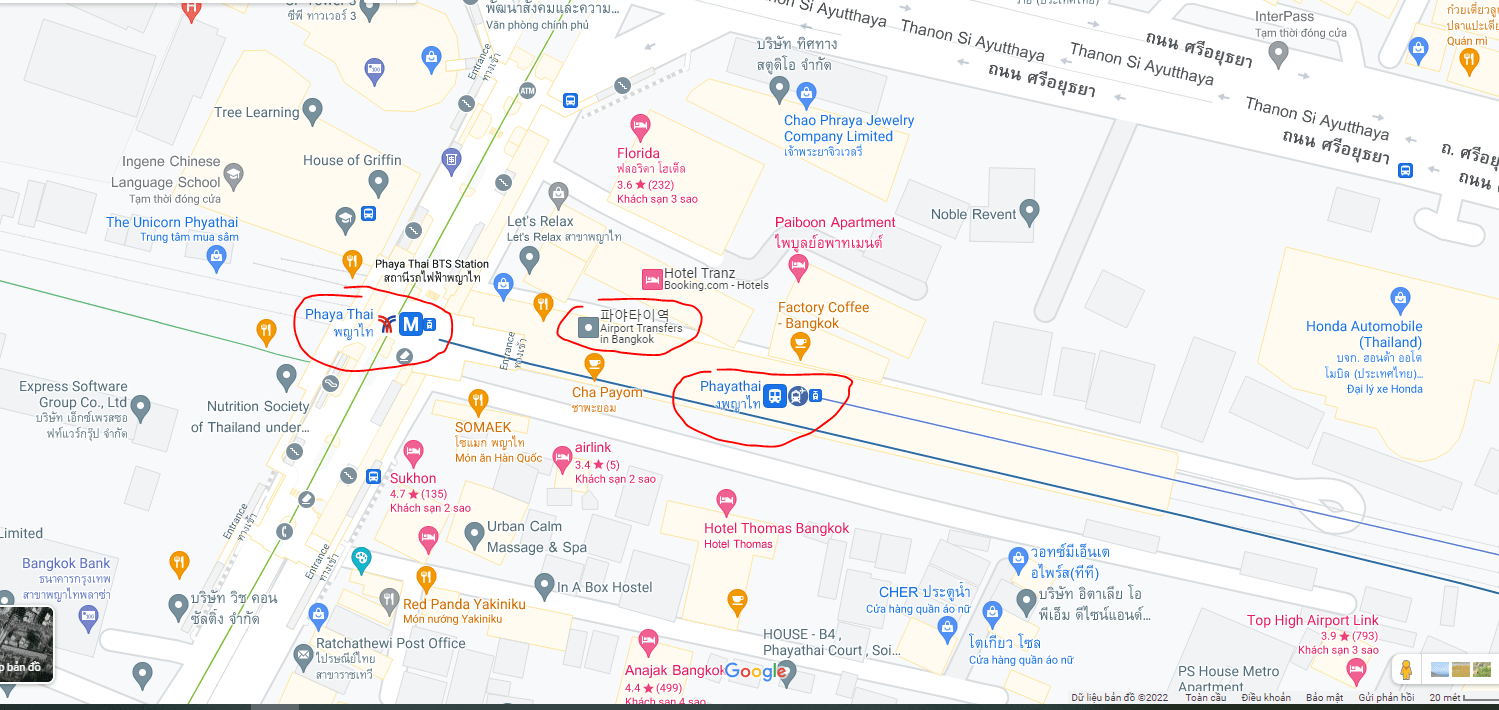 ซีพี ทาวเวอร์ 3
พัฒนาสังคมและความ...
Văn phòng chính phủ
Entrance
ทางเข้า
ATM
Tree Learning
Ingene Chinese
Language School
Tạm thời đóng cửa
House of Griffin
The Unicorn Phyathai
Trung tâm mua sắm
Phaya Thai BTS Station
สถานีรถไฟฟ้าพญาไท
Phaya Thai
พญาไท
M
Florida
ฟลอริดา โฮเต็ล
3.6 ★ (232)
Khách sạn 3 sao
Let's Relax
Let's Relax สาขาพญาไท
บริษัท ทิศทาง
สตูดิโอ จำกัด
Chao Phraya Jewelry
Company Limited
เจ้าพระยาจิวเวลรี่
Thanon Si Ayutthaya
Thanon Si Ayutthaya
Thanon Si Ayutthaya
Thanon Si Ayutthaya
ถนน ศรีอยุธยา
ถนน ศรีอยุธยา
ถนน ศรีอยุธยา
ถ. ศรีอยุ
ถนน
InterPass
Tạm thời đóng cửa
ก๋วยเตี๋ยวลู
ปลาแปะเตี
Quán mì
Noble Revent
Paiboon Apartment
ไพบูลย์อพาทเมนต์
Hotel Tranz
Booking.com - Hotels
파야타이역
Airport Transfers
in Bangkok
Factory Coffee
- Bangkok
Honda Automobile
(Thailand)
บจก. ฮอนด้า ออโต
โมบิล (ประเทศไทย)...
Đại lý xe Honda
Entrance
ทางเข้า
Cha Payom
ชาพะยอม
Phayathai
งพญาไท
Express Software
Group Co., Ltd
บริษัท เอ็กซ์เพรสซอ
ฟท์แวร์กรุ๊ป จำกัด
Nutrition Society
of Thailand under...
SOMAEK
โซแมก พญาไท
Món ăn Hàn Quốc
airlink
3.4 ★ (5)
Khách sạn 2 sao
Sukhon
4.7 ★ (135)
Khách sạn 2 sao
Hotel Thomas Bangkok
Hotel Thomas
Entrance
ทางเข้า
Urban Calm
Massage & Spa
Limited
Bangkok Bank
ธนาคารกรุงเทพ
สาขาพญาไทพลาซ่า
Entrance
ทางเข้า
บริษัท วิช คอน
ซัลติ้ง จำกัด
Red Panda Yakiniku
Món nướng Yakiniku
In A Box Hostel
Ratchathewi Post Office
ไปรษณีย์ไทย
สาขาราชเทวี
วอทซ์มีเอ็นเต
อไพร์ส(ทีที)
CHER ประตูน้ำ
Cửa hàng quần áo nữ
บริษัท อิตาเลีย โอ
พีเอ็ม ดีไซน์แอนด์...
โตเกียว โซล
Cửa hàng quần áo nữ
HOUSE - B4 ,
Phayathai Court , Soi...
Top High Airport Link
3.9 ★ (793)
Khách sạn 3 sao
Anajak Bangkok
4.4 ★ (499)
Khách sạn 4 sao
Google
PS House Metro
Apartment
p bản đồ
Dữ liệu bản đồ ©2022
Toàn cầu
Điều khoản
Bảo mật
Gửi phản hồi
20 mét